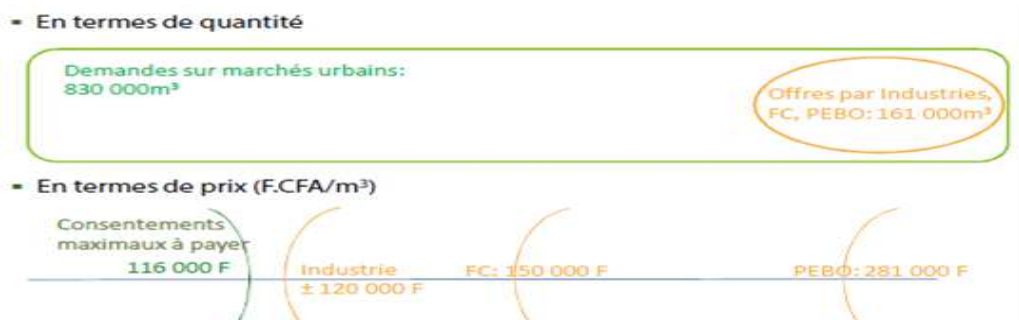 ▪ En termes de quantité
Demandes sur marchés urbains:
830 000m³
Offres par Industries,
FC, PEBO: 161 000m³
▪ En termes de prix (F.CFA/m³)
Consentements
maximaux à payer
116 000 F
Industrie
± 120 000 F
FC: 150 000 F
PEBO: 281 000 F